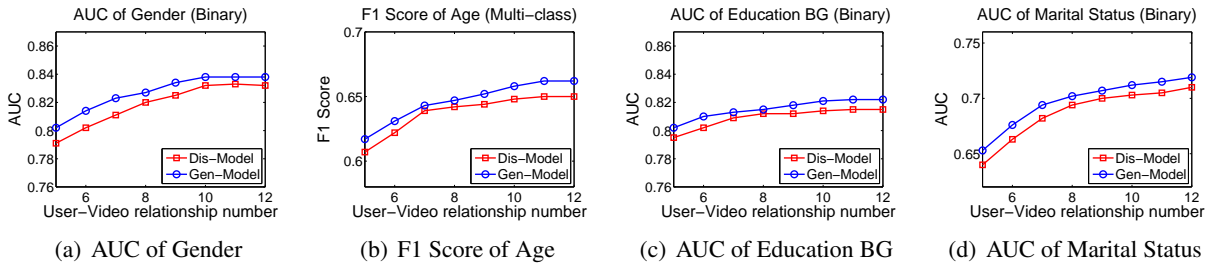 AUC of Gender (Binary)
0.86
0.84
0.82
0.8
0.78
0.76
AUC
6 8 10 12
User−Video relationship number
Dis−Model
Gen−Model
(a) AUC of Gender
F1 Score of Age (Multi−class)
0.7
0.65
0.6
F1 Score
6 8 10 12
User−Video relationship number
Dis−Model
Gen−Model
(b) F1 Score of Age
AUC of Education BG (Binary)
0.86
0.84
0.82
0.8
0.78
0.76
AUC
6 8 10 12
User−Video relationship number
Dis−Model
Gen−Model
(c) AUC of Education BG
AUC of Marital Status (Binary)
0.75
0.7
0.65
AUC
6 8 10 12
User−Video relationship number
Dis−Model
Gen−Model
(d) AUC of Marital Status